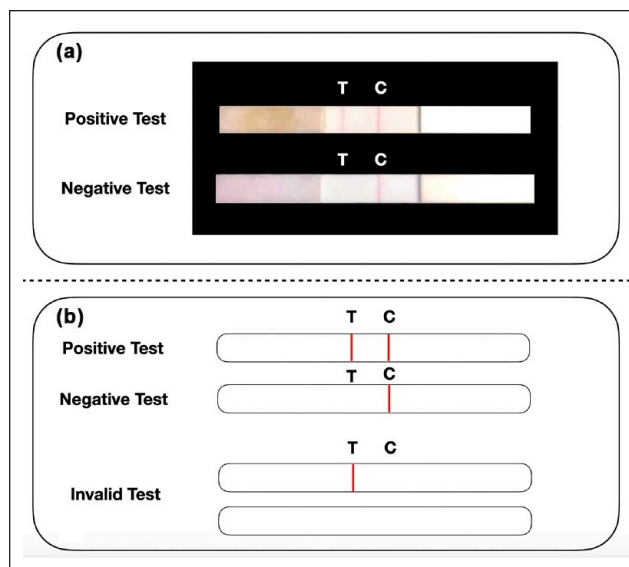 (a)
T C
Positive Test
T C
Negative Test
(b)
T C
Positive Test
T C
Negative Test
T C
Invalid Test